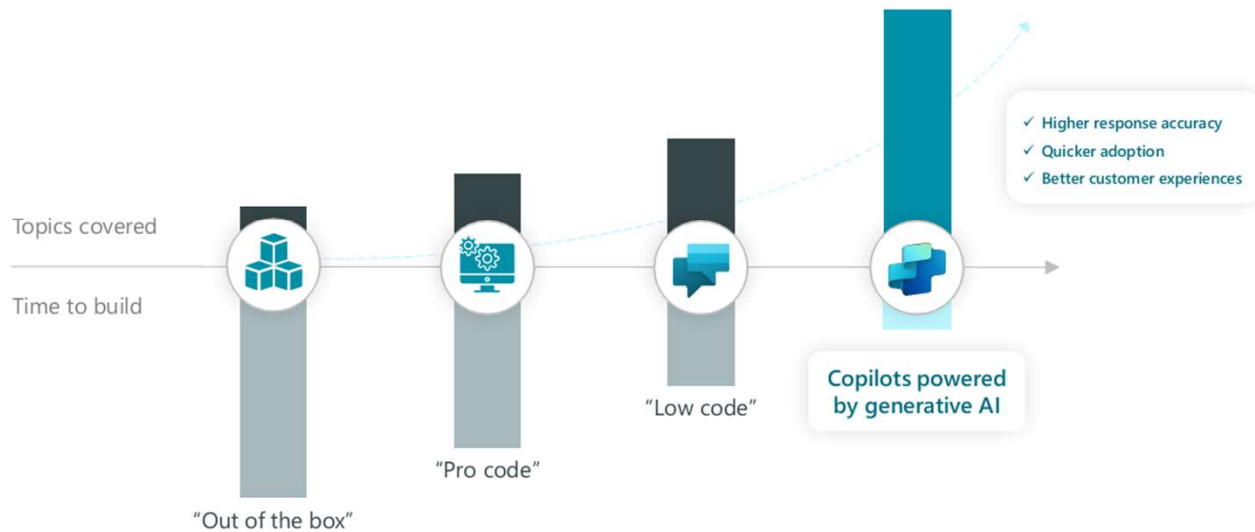 ✓ Higher response accuracy
✓ Quicker adoption
✓ Better customer experiences
Topics covered
Time to build
Copilots powered
by generative AI
“Low code”
“Pro code”
“Out of the box”